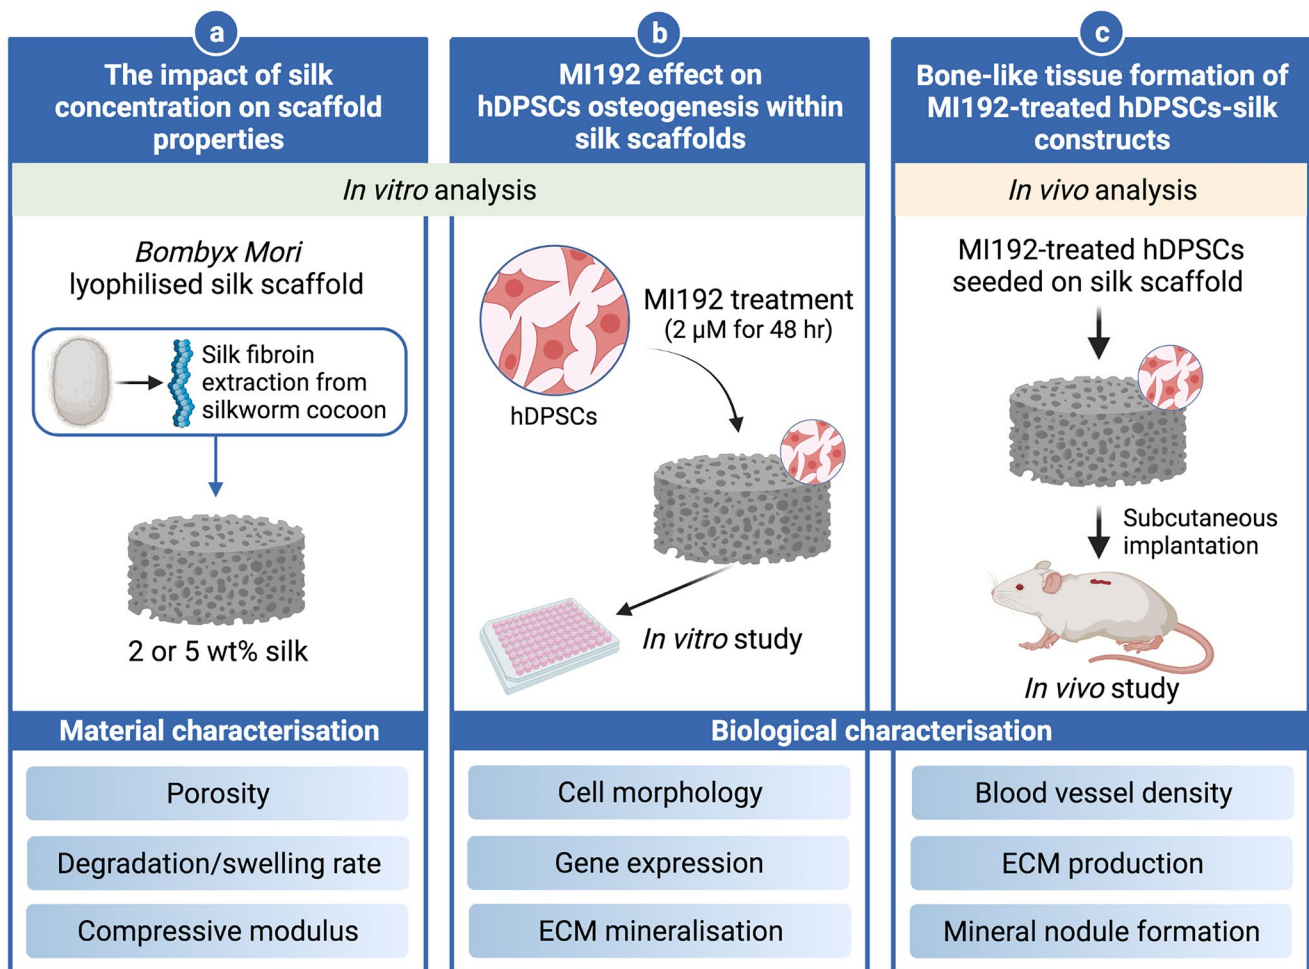 a
The impact of silk
concentration on scaffold
properties
b
MI192 effect on
hDPSCs osteogenesis within
silk scaffolds
c
Bone-like tissue formation of
MI192-treated hDPSCs-silk
constructs
In vitro analysis
In vivo analysis
Bombyx Mori
lyophilised silk scaffold
Silk fibroin
extraction from
silkworm cocoon
2 or 5 wt% silk
MI192 treatment
(2 µM for 48 hr)
hDPSCs
In vitro study
MI192-treated hDPSCs
seeded on silk scaffold
Subcutaneous
implantation
In vivo study
Material characterisation
Porosity
Degradation/swelling rate
Compressive modulus
Biological characterisation
Cell morphology
Gene expression
ECM mineralisation
Blood vessel density
ECM production
Mineral nodule formation